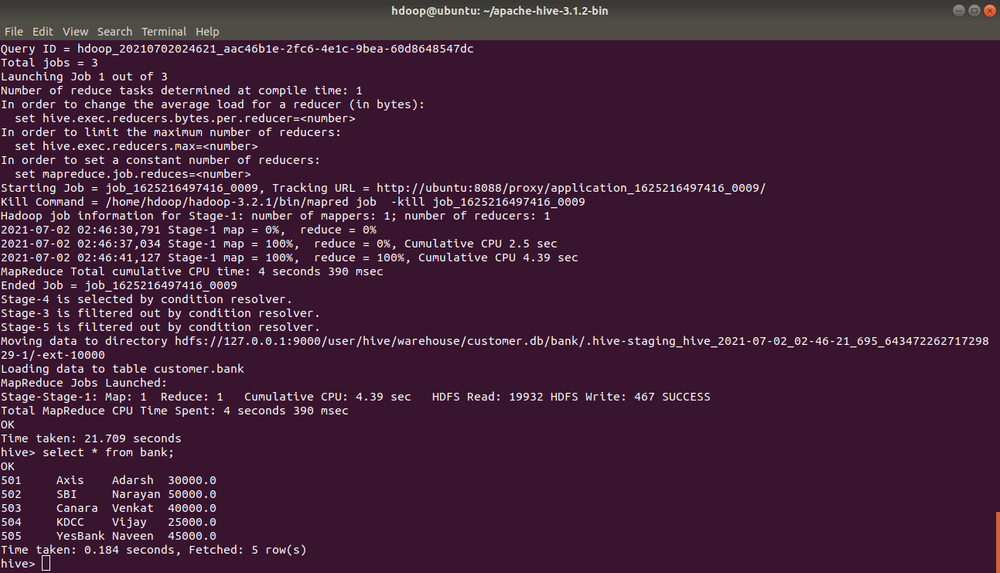 hdoop@ubuntu: ~/apache-hive-3.1.2-bin
File Edit View Search Terminal Help
Query ID = hdoop_20210702024621_aac46b1e-2fc6-4e1c-9bea-60d8648547dc
Total jobs = 3
Launching Job 1 out of 3
Number of reduce tasks determined at compile time: 1
In order to change the average load for a reducer (in bytes):
  set hive.exec.reducers.bytes.per.reducer=<number>
In order to limit the maximum number of reducers:
  set hive.exec.reducers.max=<number>
In order to set a constant number of reducers:
  set mapreduce.job.reduces=<number>
Starting Job = job_1625216497416_0009, Tracking URL = http://ubuntu:8088/proxy/application_1625216497416_0009/
Kill Command = /home/hdoop/hadoop-3.2.1/bin/mapred job  -kill job_1625216497416_0009
Hadoop job information for Stage-1: number of mappers: 1; number of reducers: 1
2021-07-02 02:46:30,791 Stage-1 map = 0%,  reduce = 0%
2021-07-02 02:46:37,034 Stage-1 map = 100%,  reduce = 0%, Cumulative CPU 2.5 sec
2021-07-02 02:46:41,127 Stage-1 map = 100%,  reduce = 100%, Cumulative CPU 4.39 sec
MapReduce Total cumulative CPU time: 4 seconds 390 msec
Ended Job = job_1625216497416_0009
Stage-4 is selected by condition resolver.
Stage-3 is filtered out by condition resolver.
Stage-5 is filtered out by condition resolver.
Moving data to directory hdfs://127.0.0.1:9000/user/hive/warehouse/customer.db/bank/.hive-staging_hive_2021-07-02_02-46-21_695_643472262717298
29-1/-ext-10000
Loading data to table customer.bank
MapReduce Jobs Launched:
Stage-Stage-1: Map: 1  Reduce: 1   Cumulative CPU: 4.39 sec   HDFS Read: 19932 HDFS Write: 467 SUCCESS
Total MapReduce CPU Time Spent: 4 seconds 390 msec
OK
Time taken: 21.709 seconds
hive> select * from bank;
OK
501     Axis    Adarsh  30000.0
502     SBI     Narayan 50000.0
503     Canara  Venkat  40000.0
504     KDCC    Vijay   25000.0
505     YesBank Naveen  45000.0
Time taken: 0.184 seconds, Fetched: 5 row(s)
hive>